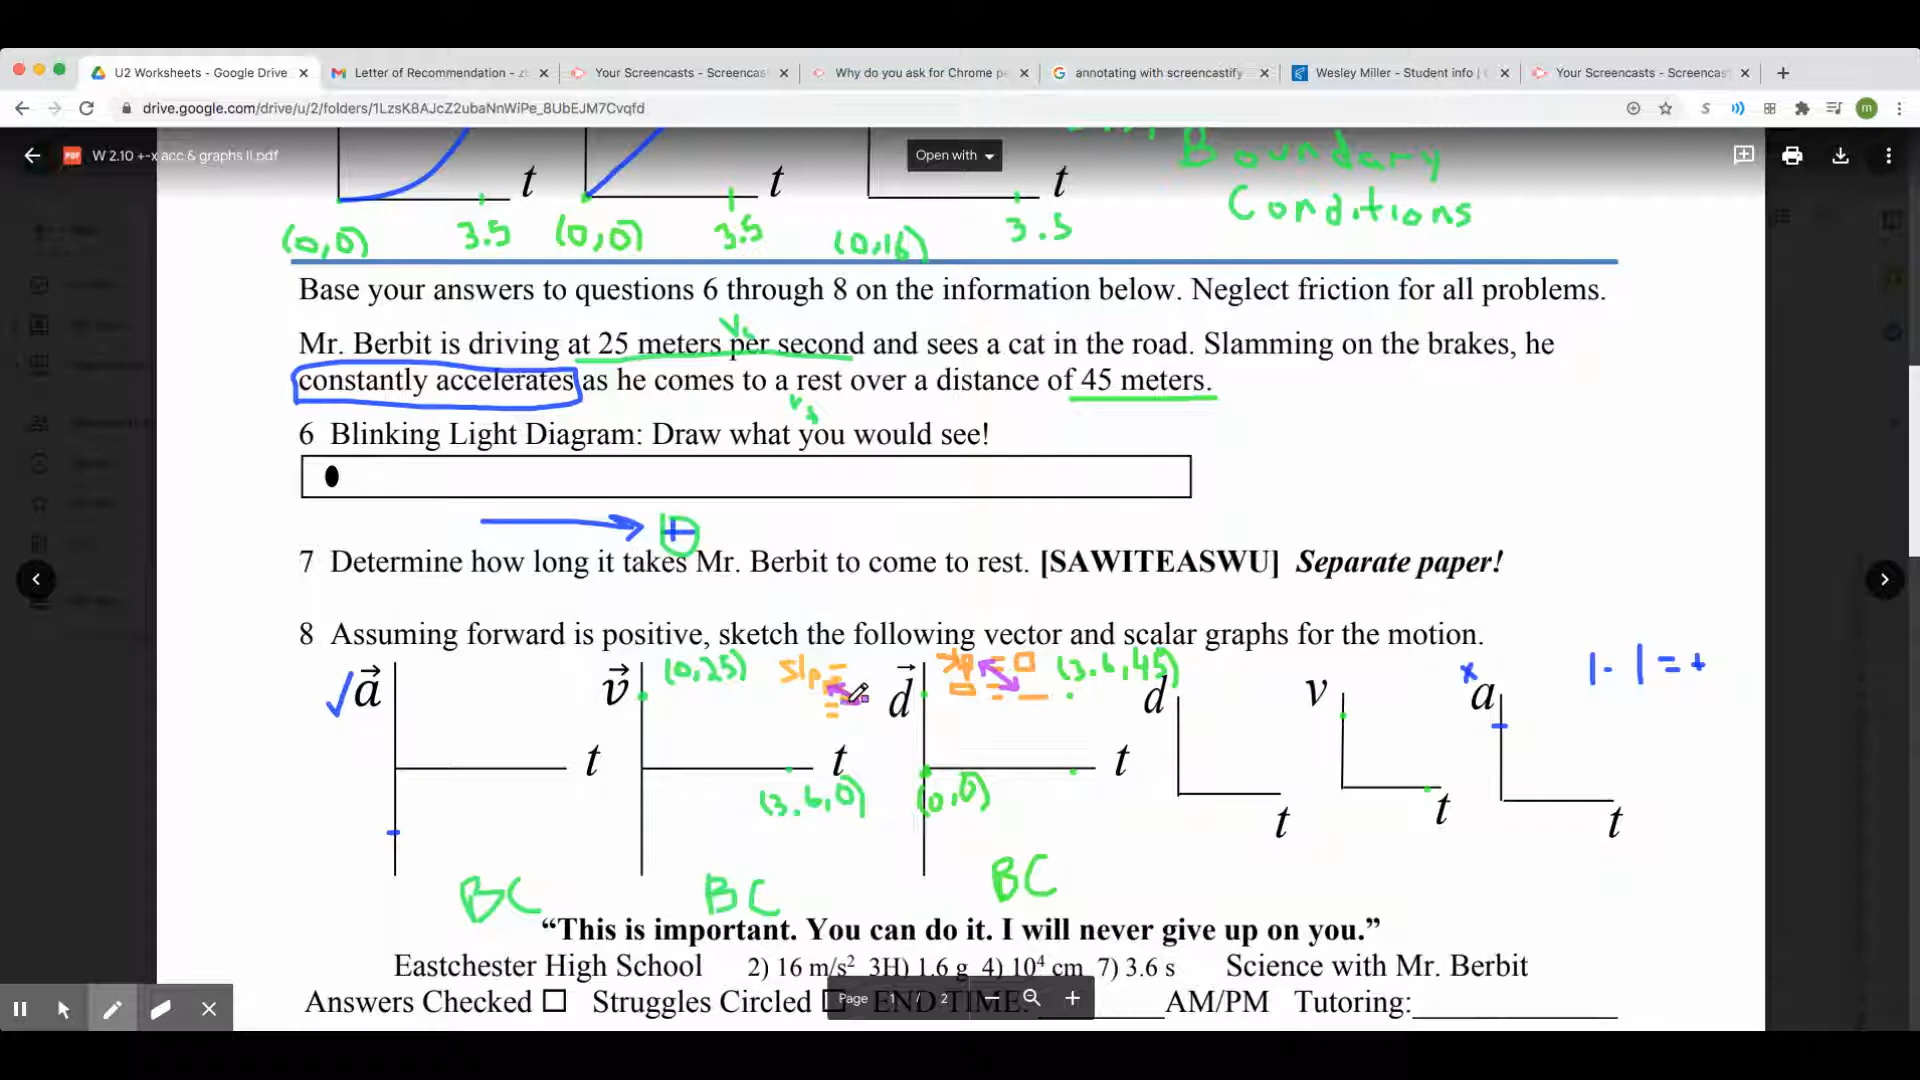 U2 Worksheets - Google Drive
Letter of Recommendation - z
Your Screencasts - Screencas
Why do you ask for Chrome pe
annotating with screencastify
Wesley Miller - Student info |
Your Screencasts - Screencas
drive.google.com/drive/u/2/folders/1LzsK8AJcZ2ubaNnWiPe_8UbEJM7Cvqfd
m
PDF W 2.10 +-x acc & graphs II.pdf
Open with
Boundary
Conditions
t t t
(0,0) 3.5 (0,0) 3.5 (0,16) 3.5
Base your answers to questions 6 through 8 on the information below. Neglect friction for all problems.
Mr. Berbit is driving at 25 meters per second and sees a cat in the road. Slamming on the brakes, he
constantly accelerates as he comes to a rest over a distance of 45 meters.
6 Blinking Light Diagram: Draw what you would see!
+
7 Determine how long it takes Mr. Berbit to come to rest. [SAWITEASWU] Separate paper!
8 Assuming forward is positive, sketch the following vector and scalar graphs for the motion.
(0,25) slp = (3.6,45) |- |=+
√a⃗ v⃗ d⃗ d v x a
t t t t t t
(3.6,0) (0,0)
BC BC BC
“This is important. You can do it. I will never give up on you.”
Eastchester High School 2) 16 m/s² 3H) 1.6 g 4) 10⁴ cm 7) 3.6 s Science with Mr. Berbit
Answers Checked ☐ Struggles Circled ☐ END TIME: ________AM/PM Tutoring:______________
Page 1 / 2